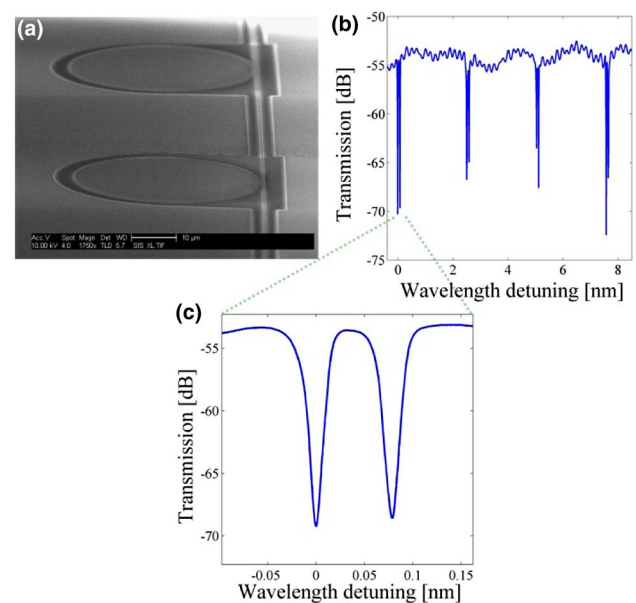 (a)
Acc.V Spot Magn Det WD 10 µm
10.00 kV 4.0 1750x TLD 5.7 SIS XL.TIF
(b)
Transmission [dB]
-50
-55
-60
-65
-70
-75
0 2 4 6 8
Wavelength detuning [nm]
(c)
Transmission [dB]
-55
-60
-65
-70
-0.05 0 0.05 0.1 0.15
Wavelength detuning [nm]